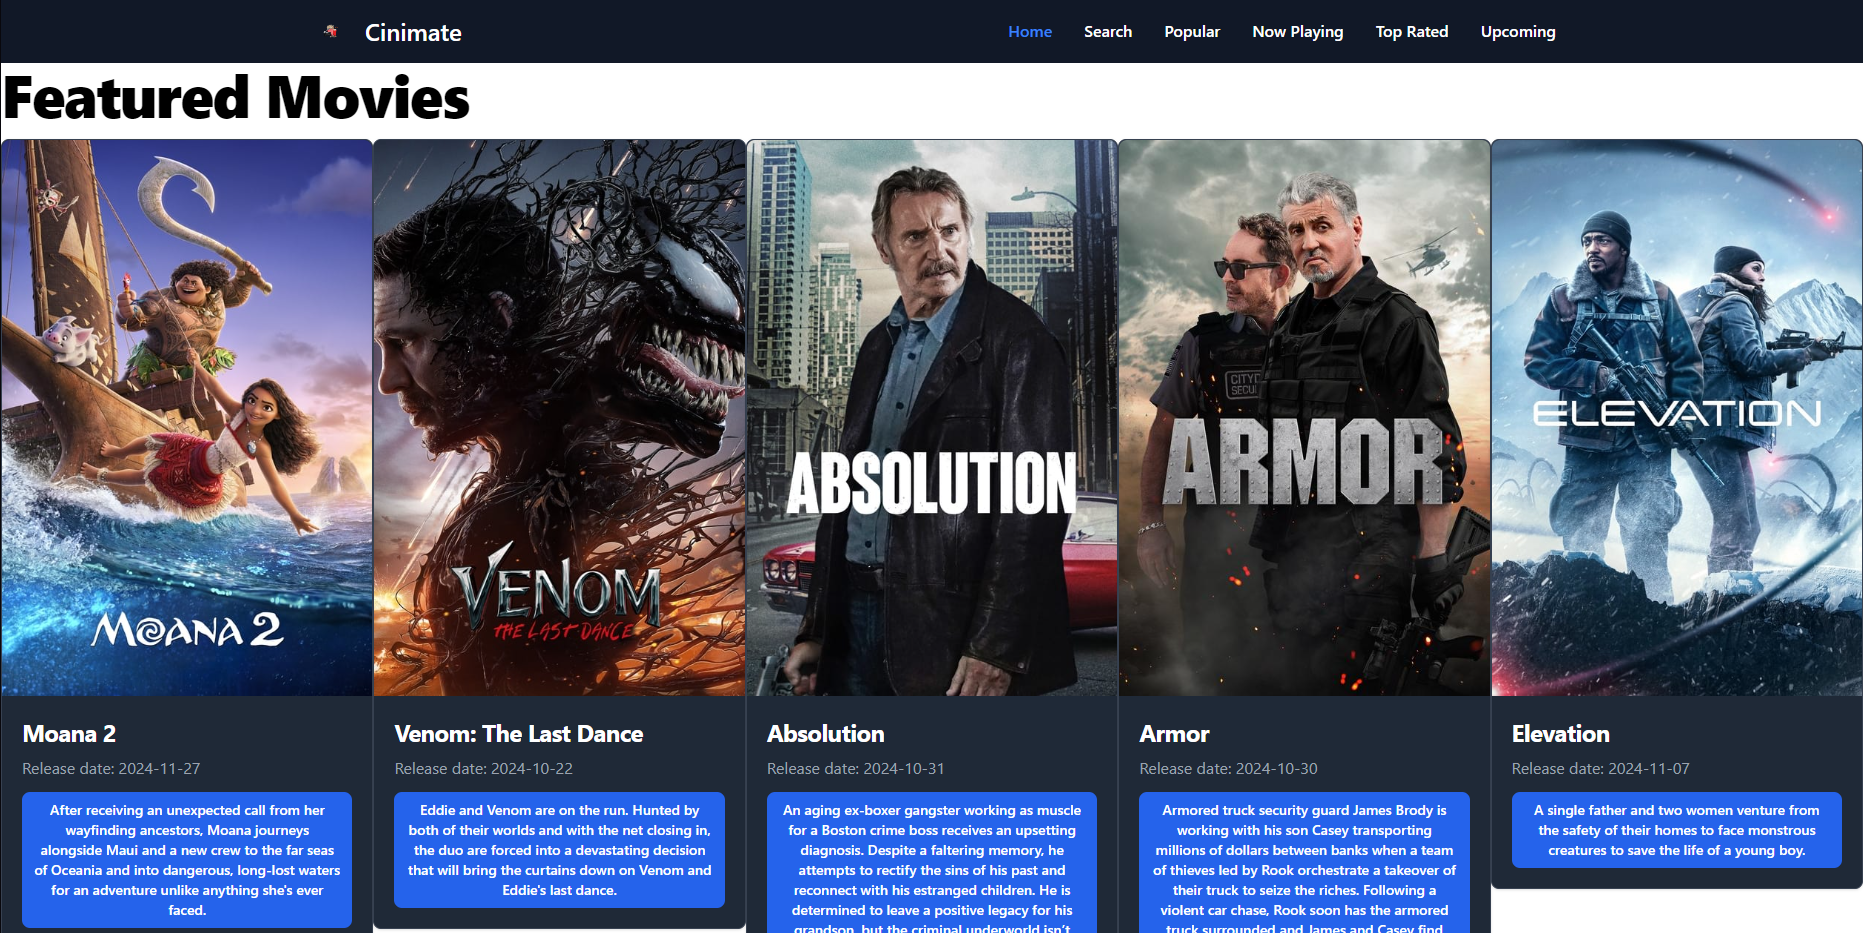 Cinimate
Home Search Popular Now Playing Top Rated Upcoming
Featured Movies
MOANA 2
VENOM
THE LAST DANCE
ABSOLUTION
CITYD
SECU
ARMOR
ELEVATION
Moana 2
Release date: 2024-11-27
After receiving an unexpected call from her
wayfinding ancestors, Moana journeys
alongside Maui and a new crew to the far seas
of Oceania and into dangerous, long-lost waters
for an adventure unlike anything she's ever
faced.
Venom: The Last Dance
Release date: 2024-10-22
Eddie and Venom are on the run. Hunted by
both of their worlds and with the net closing in,
the duo are forced into a devastating decision
that will bring the curtains down on Venom and
Eddie's last dance.
Absolution
Release date: 2024-10-31
An aging ex-boxer gangster working as muscle
for a Boston crime boss receives an upsetting
diagnosis. Despite a faltering memory, he
attempts to rectify the sins of his past and
reconnect with his estranged children. He is
determined to leave a positive legacy for his
grandson, but the criminal underworld isn't
Armor
Release date: 2024-10-30
Armored truck security guard James Brody is
working with his son Casey transporting
millions of dollars between banks when a team
of thieves led by Rook orchestrate a takeover of
their truck to seize the riches. Following a
violent car chase, Rook soon has the armored
truck surrounded and James and Casey find
Elevation
Release date: 2024-11-07
A single father and two women venture from
the safety of their homes to face monstrous
creatures to save the life of a young boy.